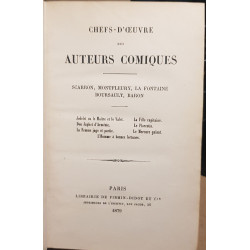 CHEFS-D'ŒUVRE
DES
AUTEURS COMIQUES
SCARRON, MONTFLEURY, LA FONTAINE
BOURSAULT, BARON
Jodelet ou le Maître et le Valet.
Don Japhet d'Arménie.
La Femme juge et partie.
La Fille capitaine.
Le Florentin.
Le Mercure galant.
L'Homme à bonnes fortunes.
PARIS
LIBRAIRIE DE FIRMIN-DIDOT ET Cie
IMPRIMEURS DE L'INSTITUT, RUE JACOB, 56
1879